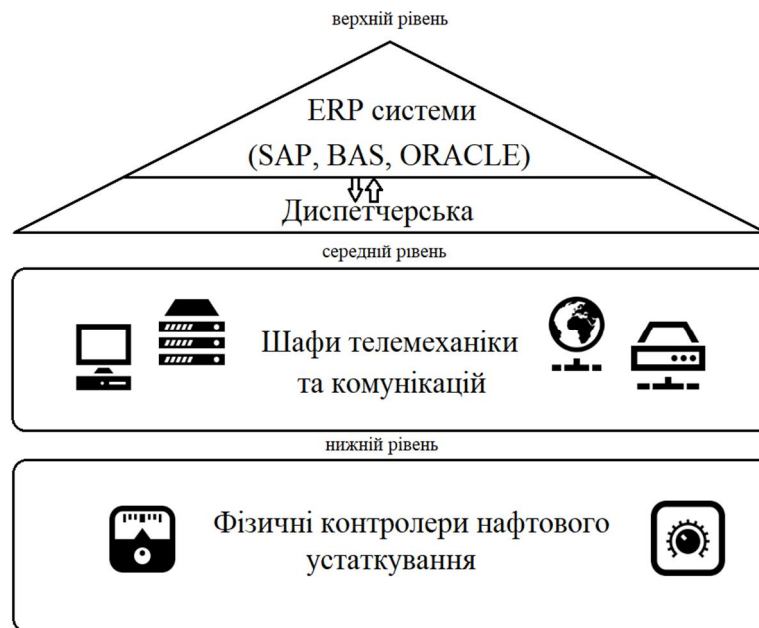 верхній рівень
ERP системи
(SAP, BAS, ORACLE)
Диспетчерська
середній рівень
Шафи телемеханіки
та комунікацій
нижній рівень
Фізичні контролери нафтового
устаткування